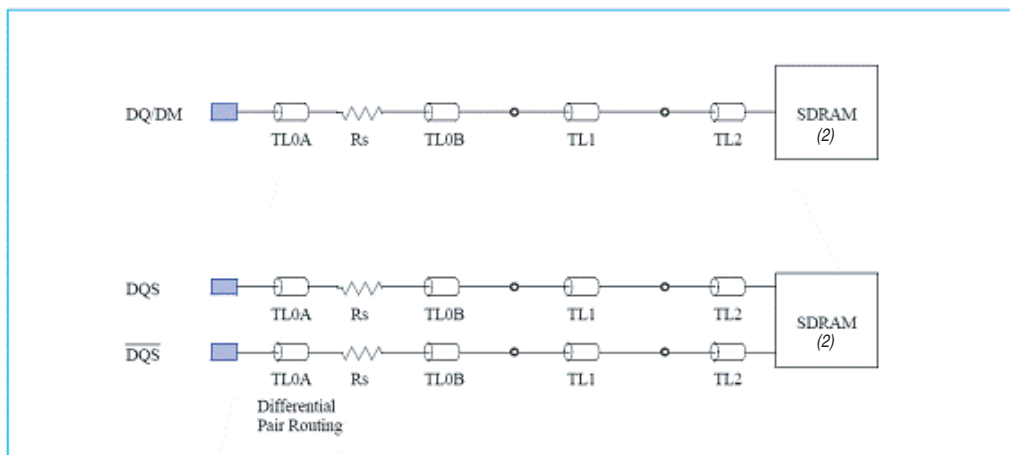 DQ/DM
TL0A Rs TL0B TL1 TL2
SDRAM
(2)
DQS
TL0A Rs TL0B TL1 TL2
DQS
TL0A Rs TL0B TL1 TL2
SDRAM
(2)
Differential
Pair Routing